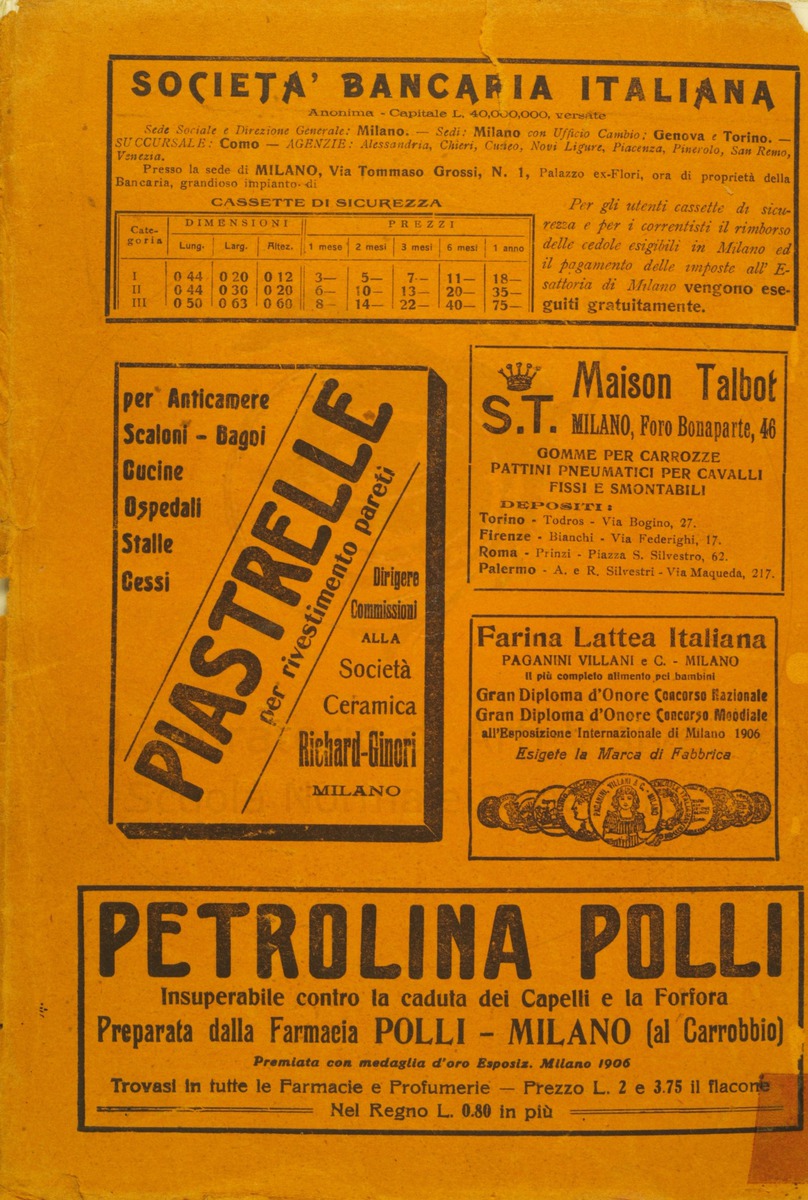 SOCIETA' BANCARIA ITALIANA
Anonima - Capitale L. 40,000,000, versate
Sede Sociale e Direzione Generale: Milano. — Sedi: Milano con Ufficio Cambio; Genova e Torino. —
SUCCURSALE: Como — AGENZIE: Alessandria, Chieri, Cuneo, Novi Ligure, Piacenza, Pinerolo, San Remo,
Venezia.
Presso la sede di MILANO, Via Tommaso Grossi, N. 1, Palazzo ex-Flori, ora di proprietà della
Bancaria, grandioso impianto di
CASSETTE DI SICUREZZA
Cate-
goria
DIMENSIONI PREZZI
Lung. Larg. Altez. 1 mese 2 mesi 3 mesi 6 mesi 1 anno
I 0 44 0 20 0 12 3— 5— 7— 11— 18—
II 0 44 0 30 0 20 6— 10— 13— 20— 35—
III 0 50 0 63 0 60 8— 14— 22— 40— 75—
Per gli utenti cassette di sicu-
rezza e per i correntisti il rimborso
delle cedole esigibili in Milano ed
il pagamento delle imposte all' E-
sattoria di Milano vengono ese-
guiti gratuitamente.
per Anticamere
Scaloni - Bagni
Cucine
Ospedali
Stalle
Cessi
PIASTRELLE
per rivestimento pareti
Dirigere
Commissioni
ALLA
Società
Ceramica
Richard-Ginori
MILANO
S.T.
Maison Talbot
MILANO, Foro Bonaparte, 46
GOMME PER CARROZZE
PATTINI PNEUMATICI PER CAVALLI
FISSI E SMONTABILI
DEPOSITI:
Torino - Todros - Via Bogino, 27.
Firenze - Bianchi - Via Federighi, 17.
Roma - Prinzi - Piazza S. Silvestro, 62.
Palermo - A. e R. Silvestri - Via Maqueda, 217.
Farina Lattea Italiana
PAGANINI VILLANI e C. - MILANO
Il più completo alimento pei bambini
Gran Diploma d'Onore Concorso Nazionale
Gran Diploma d'Onore Concorso Mondiale
all'Esposizione Internazionale di Milano 1906
Esigete la Marca di Fabbrica
PAGANINI, VILLANI & C. - MILANO
PETROLINA POLLI
Insuperabile contro la caduta dei Capelli e la Forfora
Preparata dalla Farmacia POLLI - MILANO (al Carrobbio)
Premiata con medaglia d'oro Esposiz. Milano 1906
Trovasi in tutte le Farmacie e Profumerie — Prezzo L. 2 e 3.75 il flacone
Nel Regno L. 0.80 in più